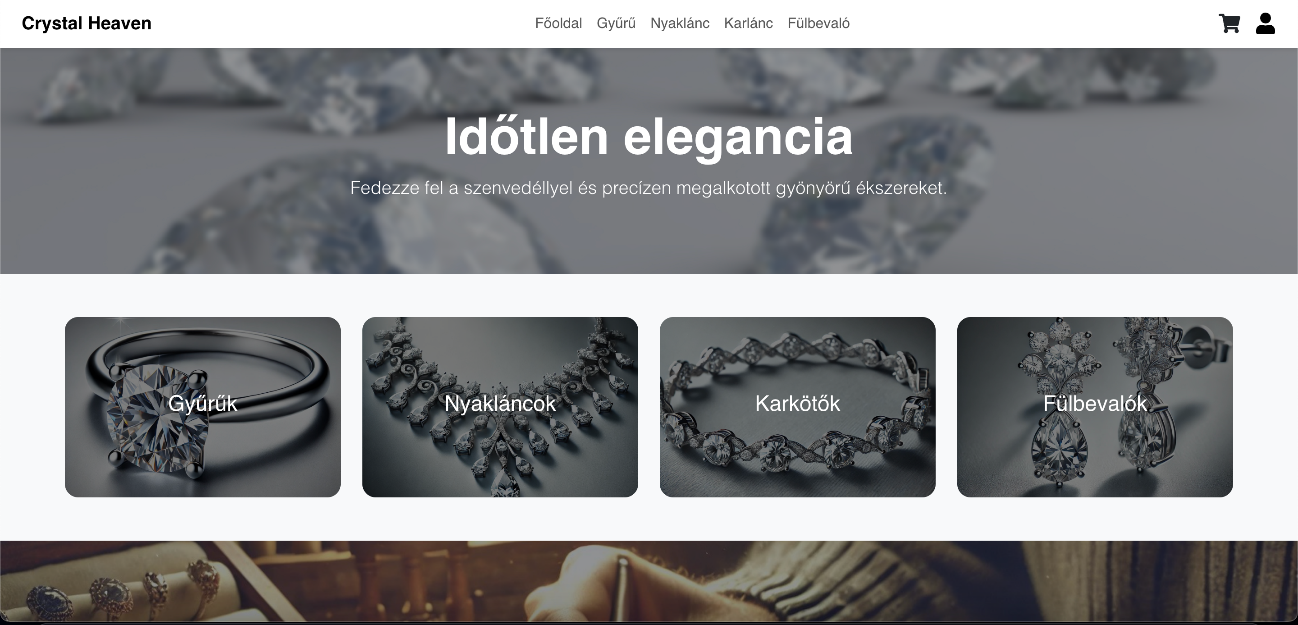 Crystal Heaven
Főoldal Gyűrű Nyaklánc Karlánc Fülbevaló
Időtlen elegancia
Fedezze fel a szenvedéllyel és precízen megalkotott gyönyörű ékszereket.
Gyűrűk
Nyakláncok
Karkötők
Fülbevalók